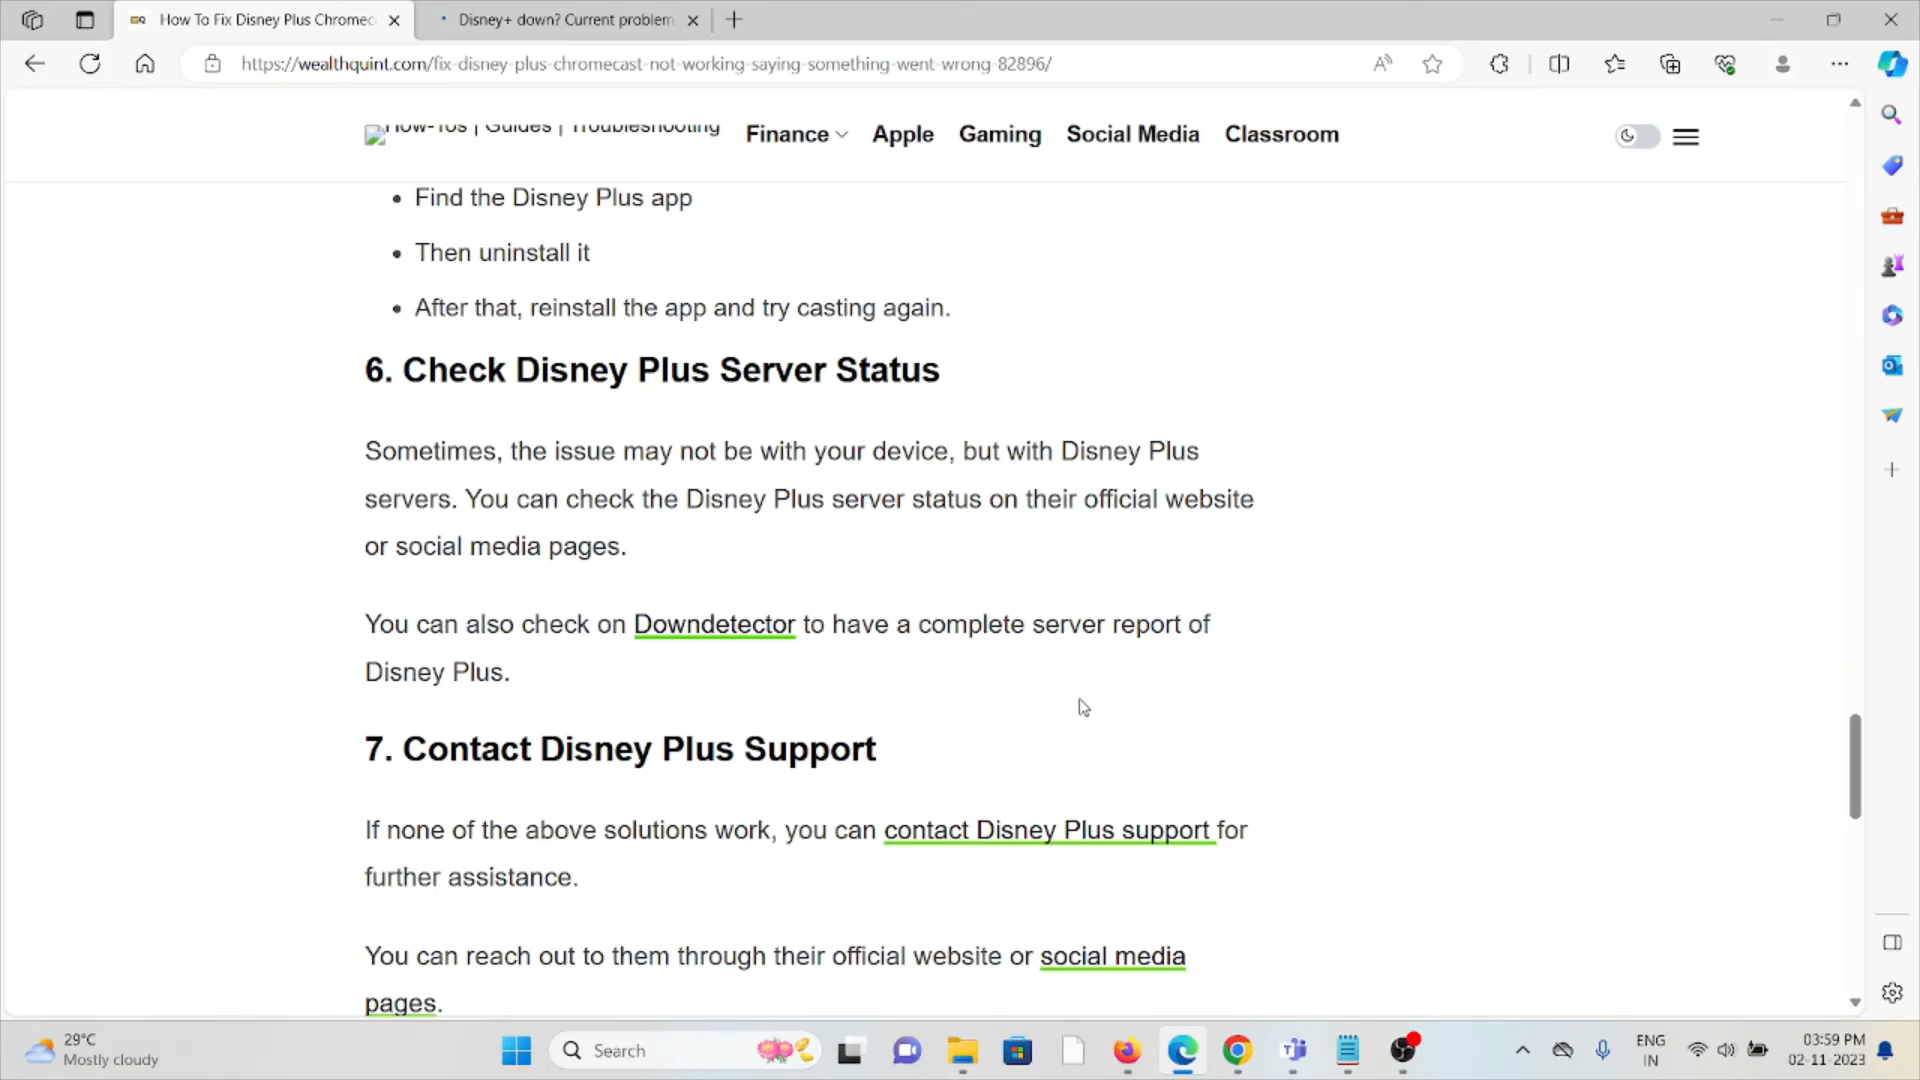 How To Fix Disney Plus Chromec
Disney+ down? Current problem
https://wealthquint.com/fix-disney-plus-chromecast-not-working-saying-something-went-wrong-82896/
How-Tos | Guides | Troubleshooting
Finance
Apple
Gaming
Social Media
Classroom
• Find the Disney Plus app
• Then uninstall it
• After that, reinstall the app and try casting again.
6. Check Disney Plus Server Status
Sometimes, the issue may not be with your device, but with Disney Plus
servers. You can check the Disney Plus server status on their official website
or social media pages.
You can also check on Downdetector to have a complete server report of
Disney Plus.
7. Contact Disney Plus Support
If none of the above solutions work, you can contact Disney Plus support for
further assistance.
You can reach out to them through their official website or social media
pages.
29°C
Mostly cloudy
Search
ENG
IN
03:59 PM
02-11-2023